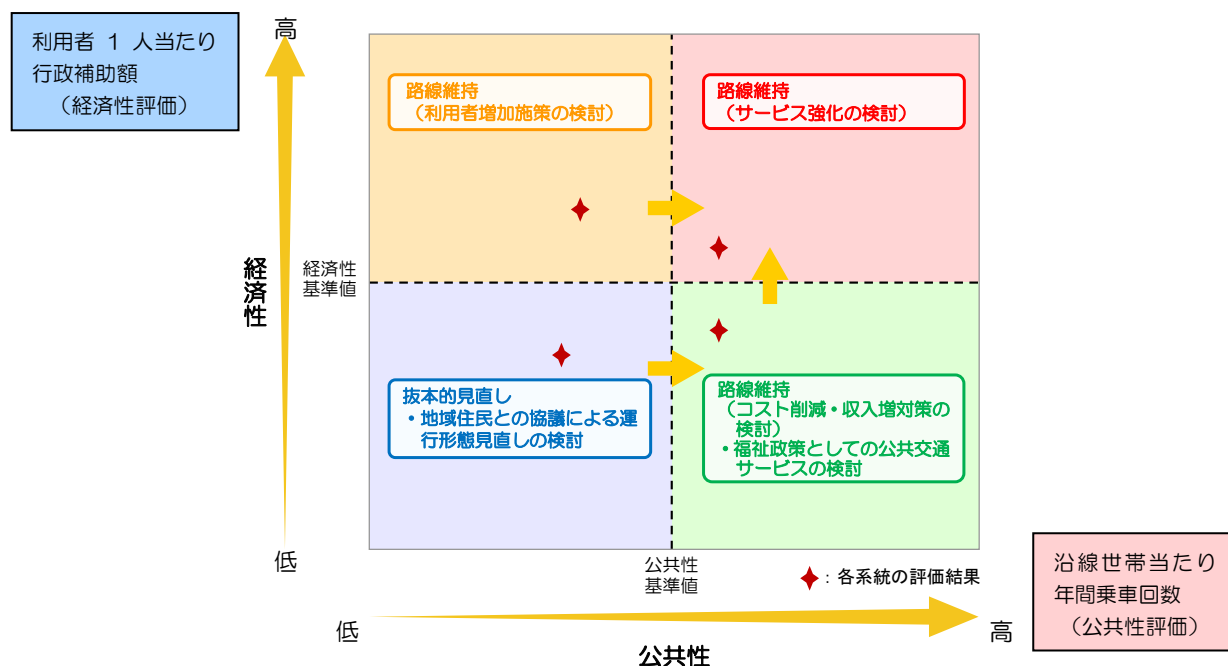 利用者 1 人当たり
行政補助額
（経済性評価）
高
路線維持
（利用者増加施策の検討）
路線維持
（サービス強化の検討）
経済性
経済性
基準値
抜本的見直し
・地域住民との協議による運
行形態見直しの検討
路線維持
（コスト削減・収入増対策の
検討）
・福祉政策としての公共交通
サービスの検討
低
公共性
基準値
：各系統の評価結果
沿線世帯当たり
年間乗車回数
（公共性評価）
低
高
公共性